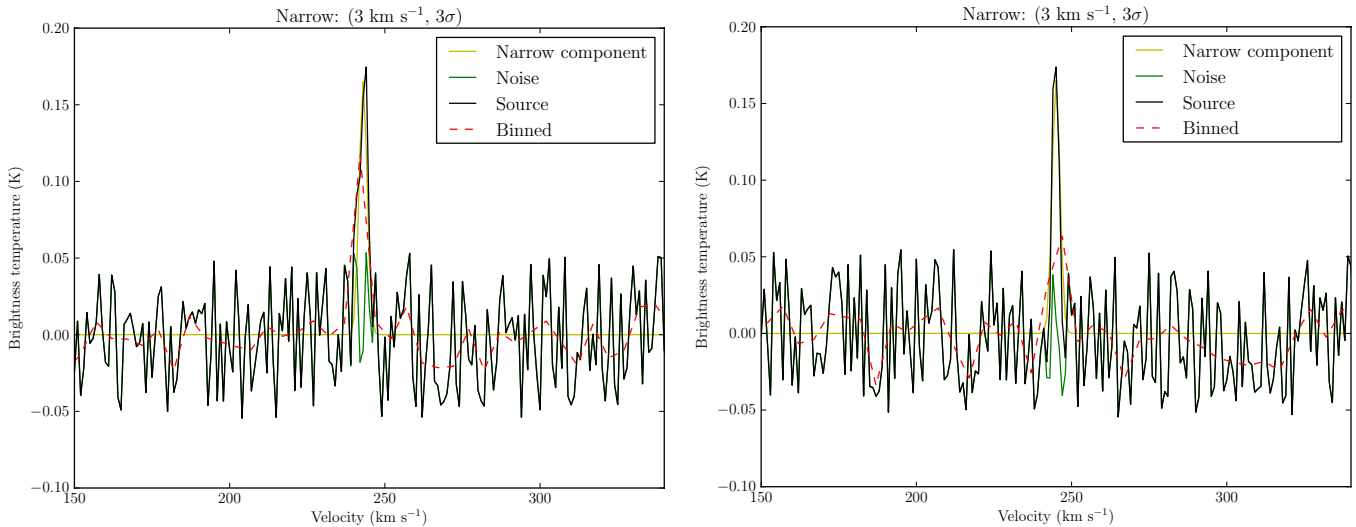 Narrow: (3 km s⁻¹, 3σ)
0.20
0.15
0.10
0.05
0.00
−0.05
−0.10
Brightness temperature (K)
Narrow component
Noise
Source
Binned
150
200
250
300
Velocity (km s⁻¹)
Narrow: (3 km s⁻¹, 3σ)
0.20
0.15
0.10
0.05
0.00
−0.05
−0.10
Brightness temperature (K)
Narrow component
Noise
Source
Binned
150
200
250
300
Velocity (km s⁻¹)